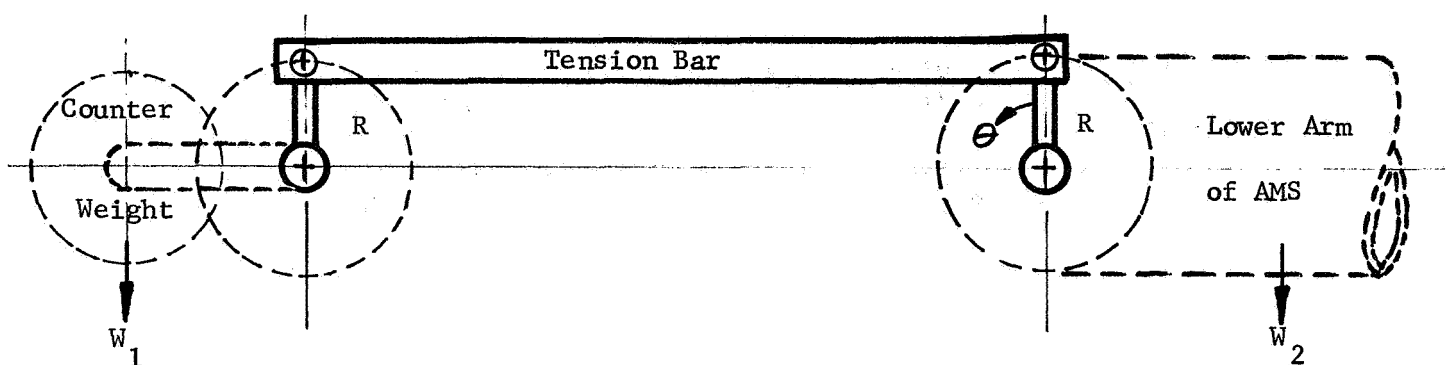 Tension Bar
Counter
Weight
R
θ
R
Lower Arm
of AMS
W1
W2